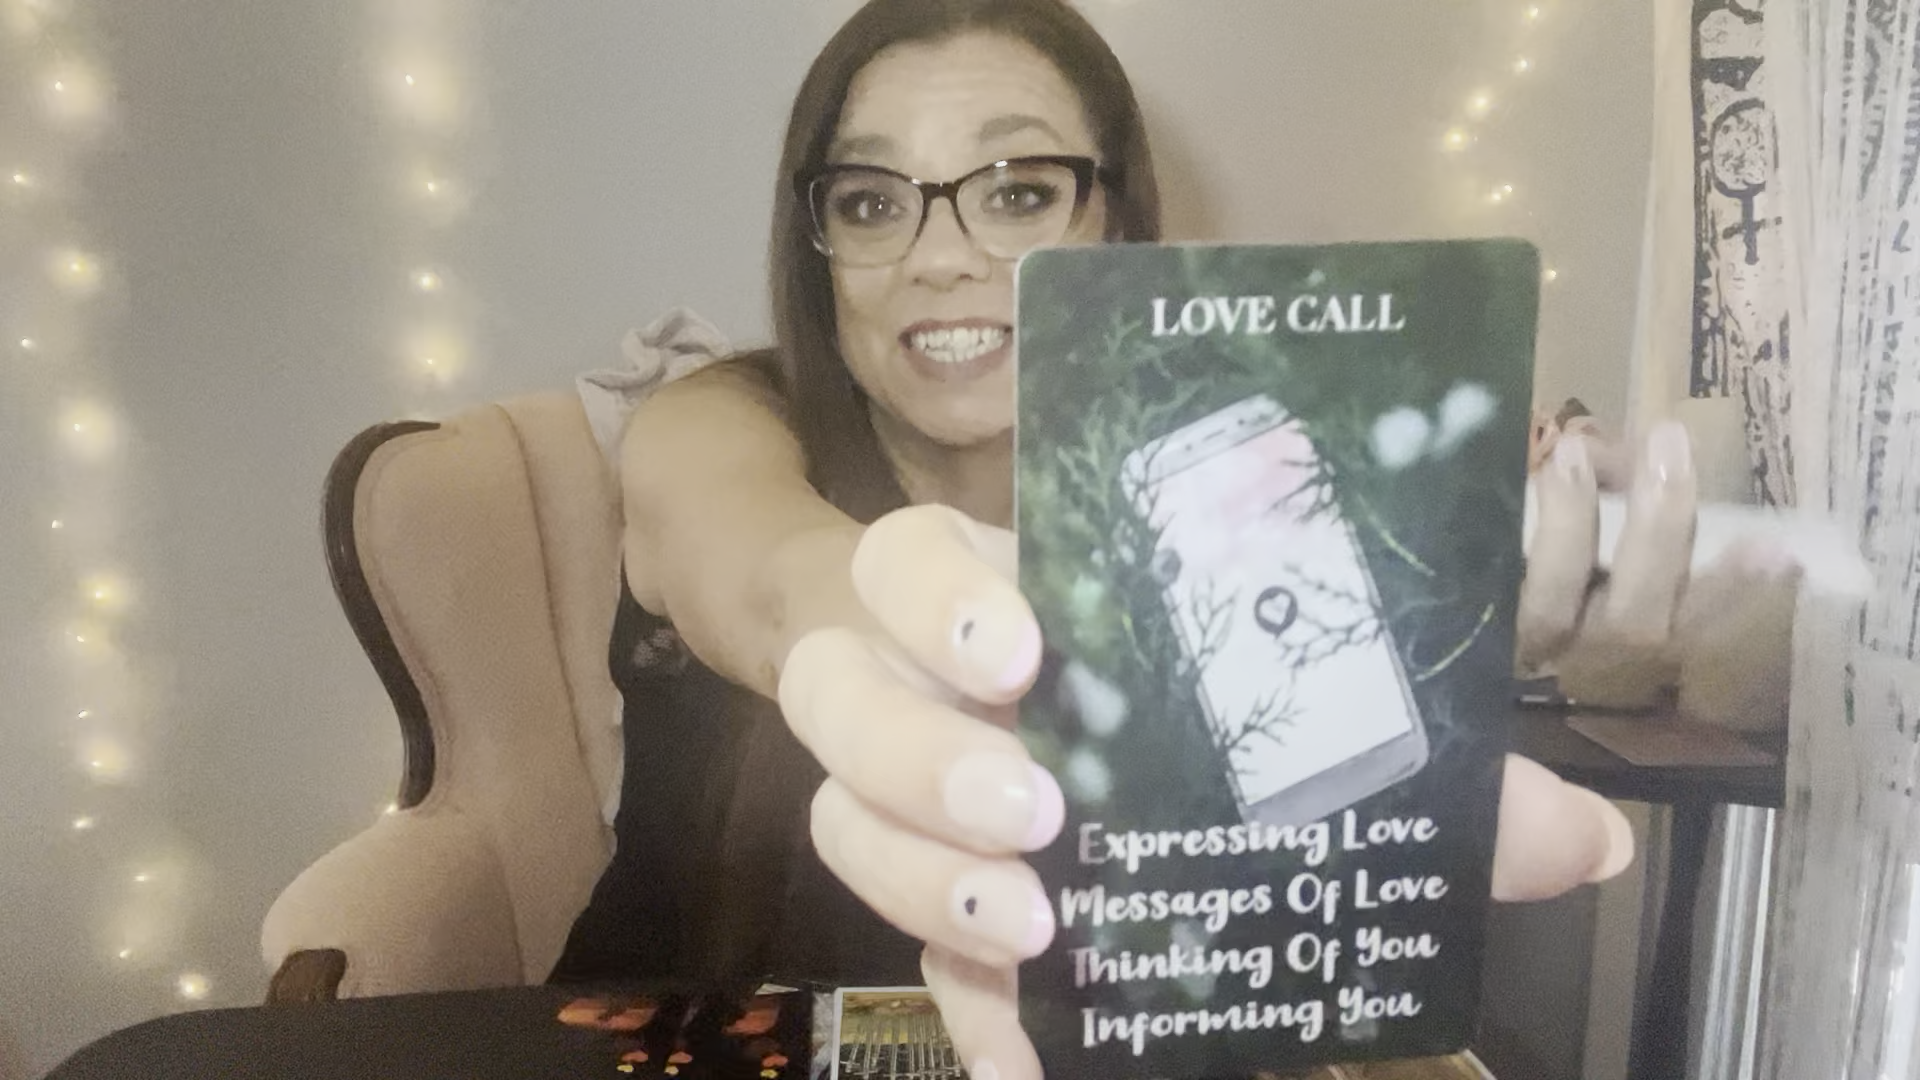 LOVE CALL
Expressing Love
Messages Of Love
Thinking Of You
Informing You